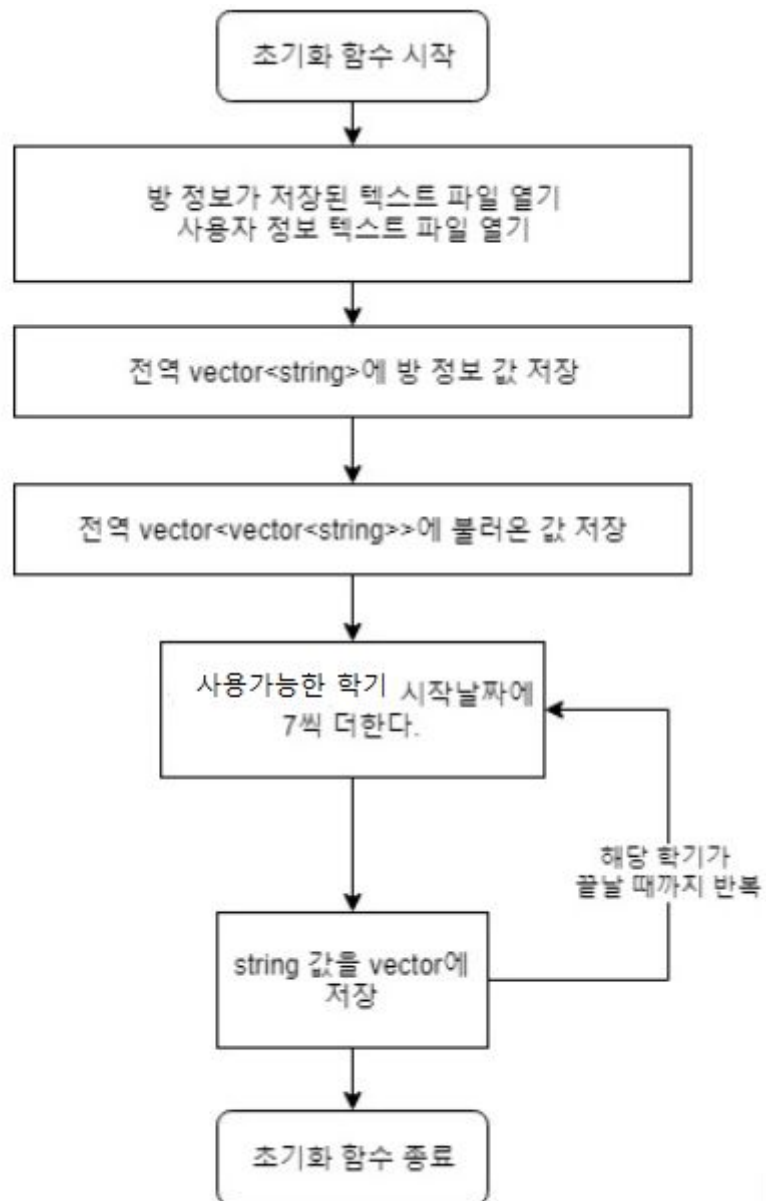 초기화 함수 시작
방 정보가 저장된 텍스트 파일 열기
사용자 정보 텍스트 파일 열기
전역 vector<string>에 방 정보 값 저장
전역 vector<vector<string>>에 불러온 값 저장
사용가능한 학기 시작날짜에
7씩 더한다.
해당 학기가
끝날 때까지 반복
string 값을 vector에
저장
초기화 함수 종료